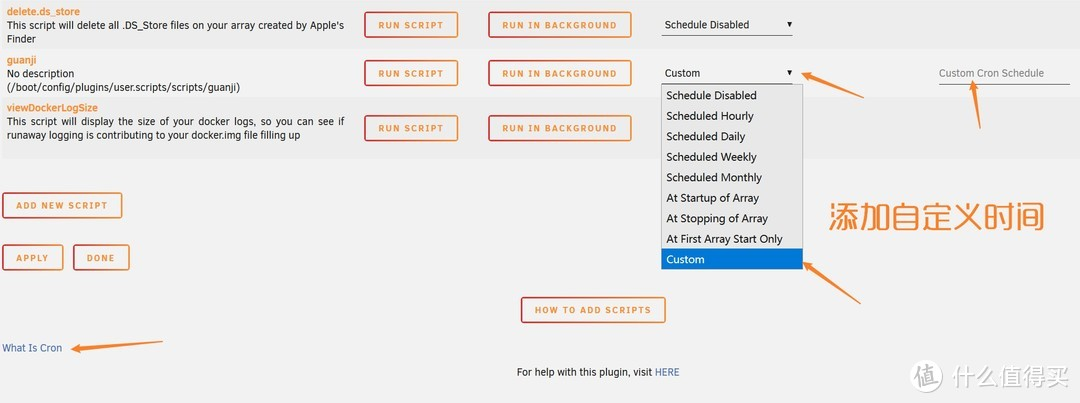 delete.ds_store
This script will delete all .DS_Store files on your array created by Apple's
Finder
RUN SCRIPT
RUN IN BACKGROUND
Schedule Disabled
guanji
No description
(/boot/config/plugins/user.scripts/scripts/guanji)
RUN SCRIPT
RUN IN BACKGROUND
Custom
Custom Cron Schedule
viewDockerLogSize
This script will display the size of your docker logs, so you can see if
runaway logging is contributing to your docker.img file filling up
RUN SCRIPT
RUN IN BACKGROUND
Schedule Disabled
Scheduled Hourly
Scheduled Daily
Scheduled Weekly
Scheduled Monthly
At Startup of Array
At Stopping of Array
At First Array Start Only
Custom
添加自定义时间
ADD NEW SCRIPT
APPLY
DONE
HOW TO ADD SCRIPTS
What Is Cron
For help with this plugin, visit HERE
值 什么值得买